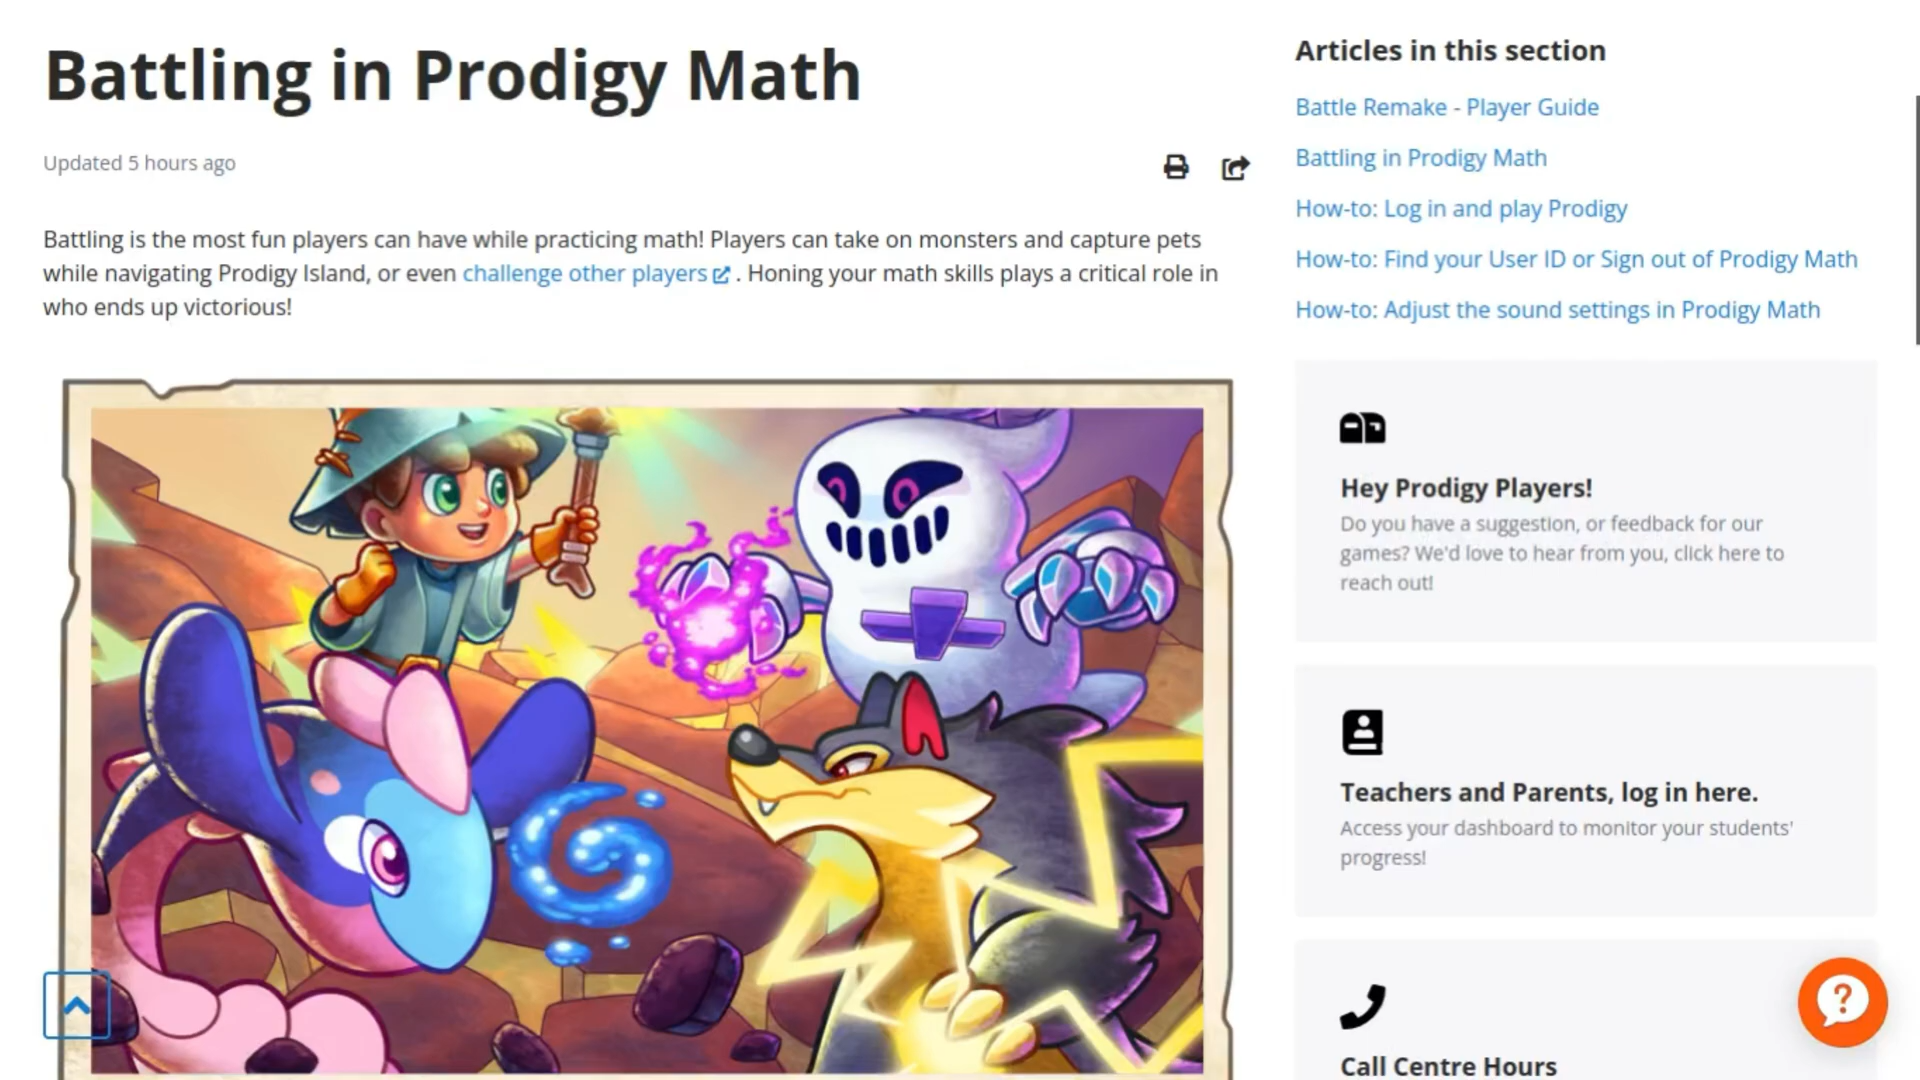 Battling in Prodigy Math
Updated 5 hours ago
Battling is the most fun players can have while practicing math! Players can take on monsters and capture pets
while navigating Prodigy Island, or even challenge other players . Honing your math skills plays a critical role in
who ends up victorious!
Articles in this section
Battle Remake - Player Guide
Battling in Prodigy Math
How-to: Log in and play Prodigy
How-to: Find your User ID or Sign out of Prodigy Math
How-to: Adjust the sound settings in Prodigy Math
Hey Prodigy Players!
Do you have a suggestion, or feedback for our
games? We'd love to hear from you, click here to
reach out!
Teachers and Parents, log in here.
Access your dashboard to monitor your students'
progress!
Call Centre Hours